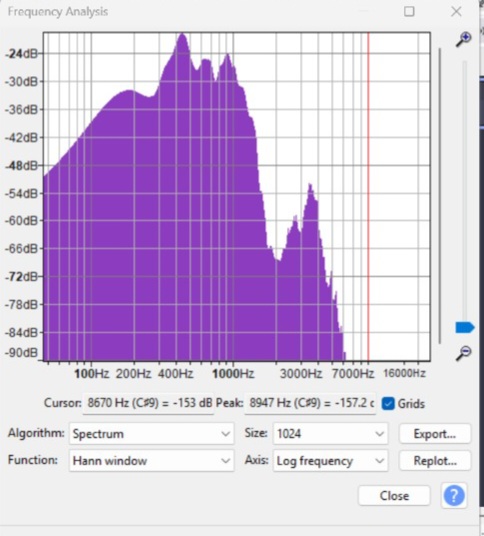 Frequency Analysis
-24dB
-30dB
-36dB
-42dB
-48dB
-54dB
-60dB
-66dB
-72dB
-78dB
-84dB
-90dB
100Hz 200Hz 400Hz 1000Hz 3000Hz 7000Hz 16000Hz
Cursor: 8670 Hz (C#9) = -153 dB Peak: 8947 Hz (C#9) = -157.2 c Grids
Algorithm: Spectrum Size: 1024 Export...
Function: Hann window Axis: Log frequency Replot...
Close ?